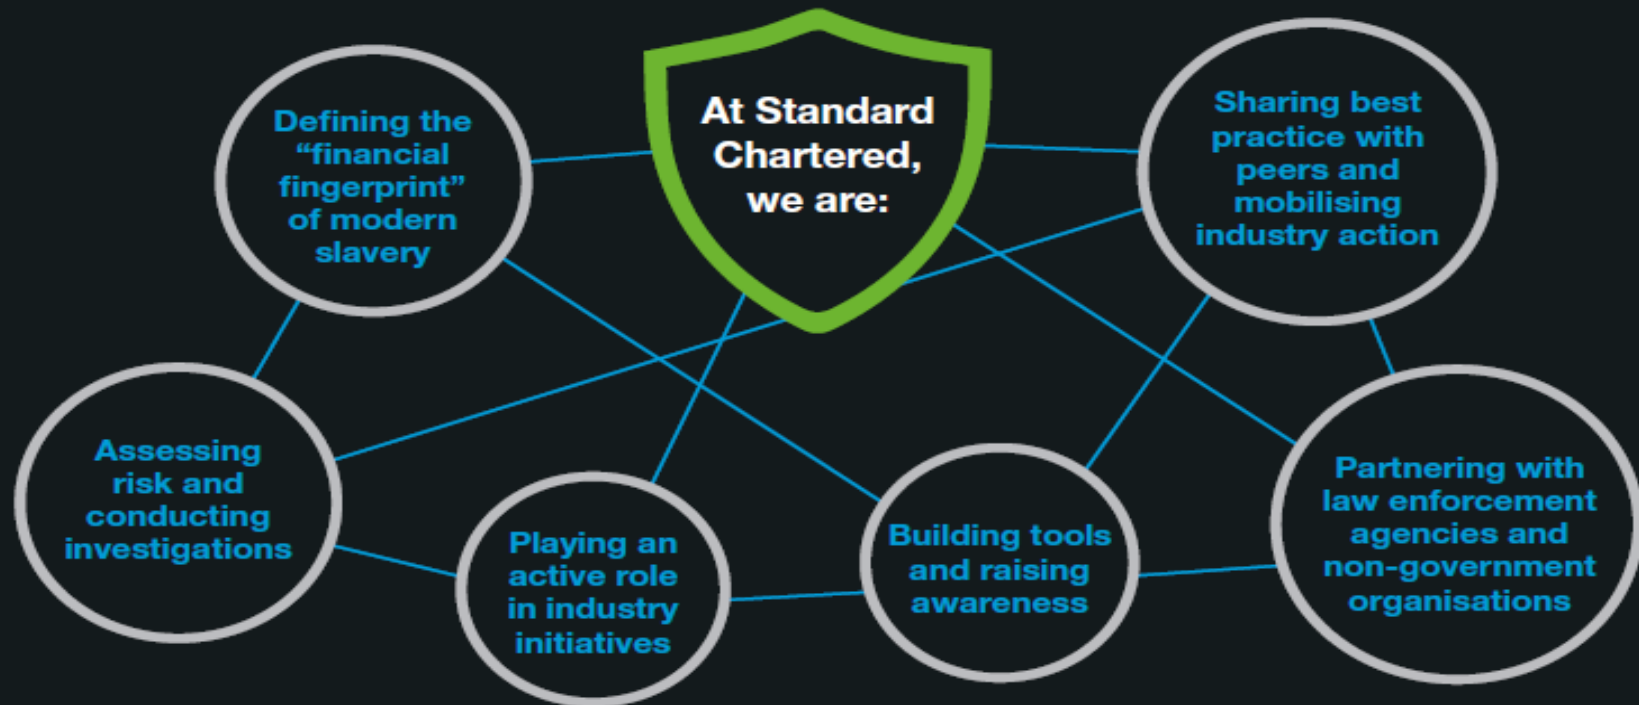 At Standard
Chartered,
we are:
Defining the
“financial
fingerprint”
of modern
slavery
Sharing best
practice with
peers and
mobilising
industry action
Assessing
risk and
conducting
investigations
Playing an
active role
in industry
initiatives
Building tools
and raising
awareness
Partnering with
law enforcement
agencies and
non-government
organisations